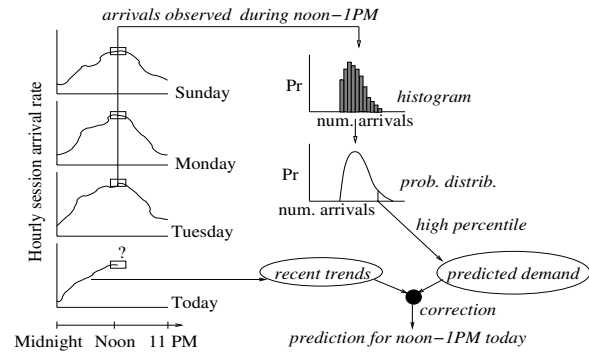 arrivals observed during noon−1PM
Hourly session arrival rate
Sunday
Monday
Tuesday
?
Today
Midnight Noon 11 PM
Pr
histogram
num. arrivals
Pr
prob. distrib.
num. arrivals
high percentile
recent trends
predicted demand
correction
prediction for noon−1PM today